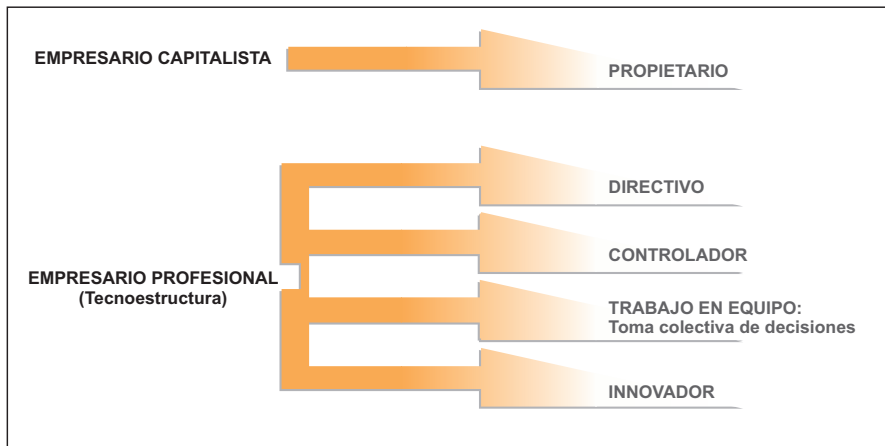 EMPRESARIO CAPITALISTA
PROPIETARIO
DIRECTIVO
CONTROLADOR
EMPRESARIO PROFESIONAL
(Tecnoestructura)
TRABAJO EN EQUIPO:
Toma colectiva de decisiones
INNOVADOR